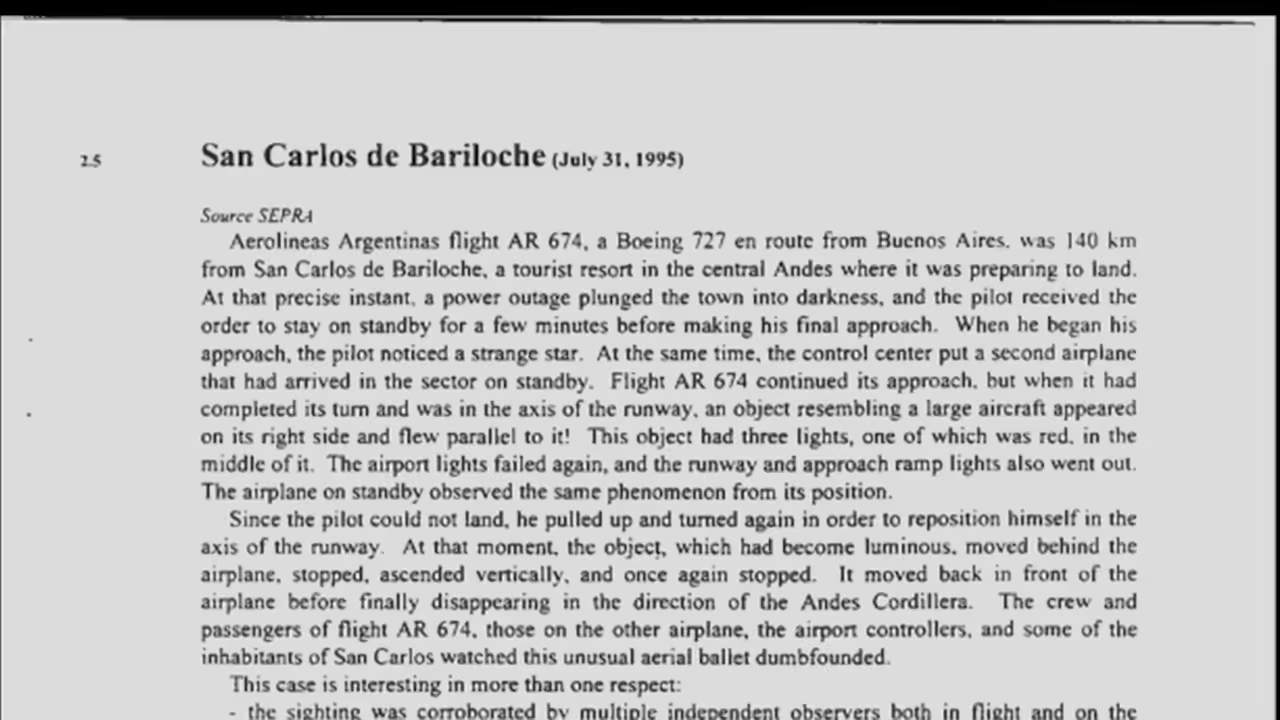 2.5 San Carlos de Bariloche (July 31, 1995)
Source SEPRA
Aerolineas Argentinas flight AR 674, a Boeing 727 en route from Buenos Aires, was 140 km
from San Carlos de Bariloche, a tourist resort in the central Andes where it was preparing to land.
At that precise instant, a power outage plunged the town into darkness, and the pilot received the
order to stay on standby for a few minutes before making his final approach. When he began his
approach, the pilot noticed a strange star. At the same time, the control center put a second airplane
that had arrived in the sector on standby. Flight AR 674 continued its approach, but when it had
completed its turn and was in the axis of the runway, an object resembling a large aircraft appeared
on its right side and flew parallel to it! This object had three lights, one of which was red, in the
middle of it. The airport lights failed again, and the runway and approach ramp lights also went out.
The airplane on standby observed the same phenomenon from its position.
Since the pilot could not land, he pulled up and turned again in order to reposition himself in the
axis of the runway. At that moment, the object, which had become luminous, moved behind the
airplane, stopped, ascended vertically, and once again stopped. It moved back in front of the
airplane before finally disappearing in the direction of the Andes Cordillera. The crew and
passengers of flight AR 674, those on the other airplane, the airport controllers, and some of the
inhabitants of San Carlos watched this unusual aerial ballet dumbfounded.
This case is interesting in more than one respect:
- the sighting was corroborated by multiple independent observers both in flight and on the